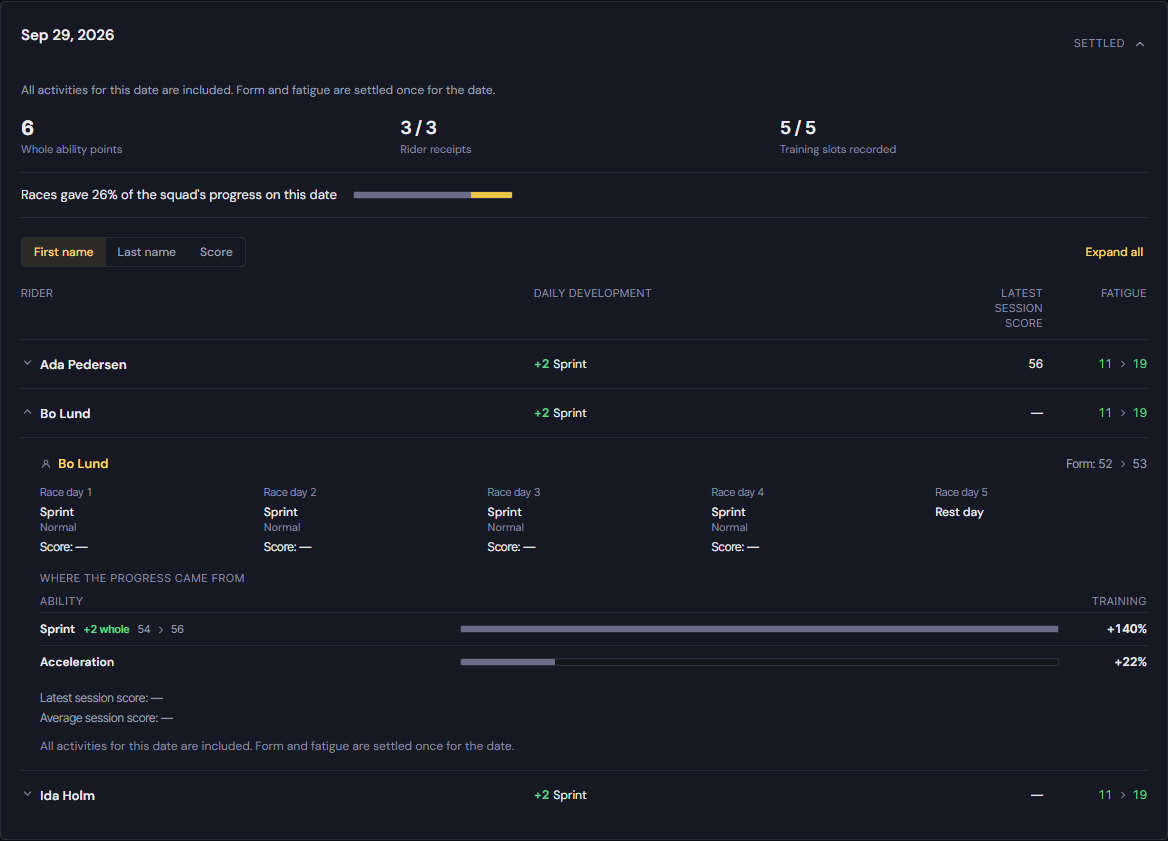 Sep 29, 2026
SETTLED
All activities for this date are included. Form and fatigue are settled once for the date.
6
3 / 3
5 / 5
Whole ability points
Rider receipts
Training slots recorded
Races gave 26% of the squad's progress on this date
First name
Last name
Score
Expand all
RIDER
DAILY DEVELOPMENT
LATEST
SESSION
SCORE
FATIGUE
Ada Pedersen
+2 Sprint
56
11 > 19
Bo Lund
+2 Sprint
—
11 > 19
Bo Lund
Form: 52 > 53
Race day 1
Race day 2
Race day 3
Race day 4
Race day 5
Sprint
Sprint
Sprint
Sprint
Rest day
Normal
Normal
Normal
Normal
Score: —
Score: —
Score: —
Score: —
WHERE THE PROGRESS CAME FROM
ABILITY
TRAINING
Sprint +2 whole 54 > 56
+140%
Acceleration
+22%
Latest session score: —
Average session score: —
All activities for this date are included. Form and fatigue are settled once for the date.
Ida Holm
+2 Sprint
—
11 > 19